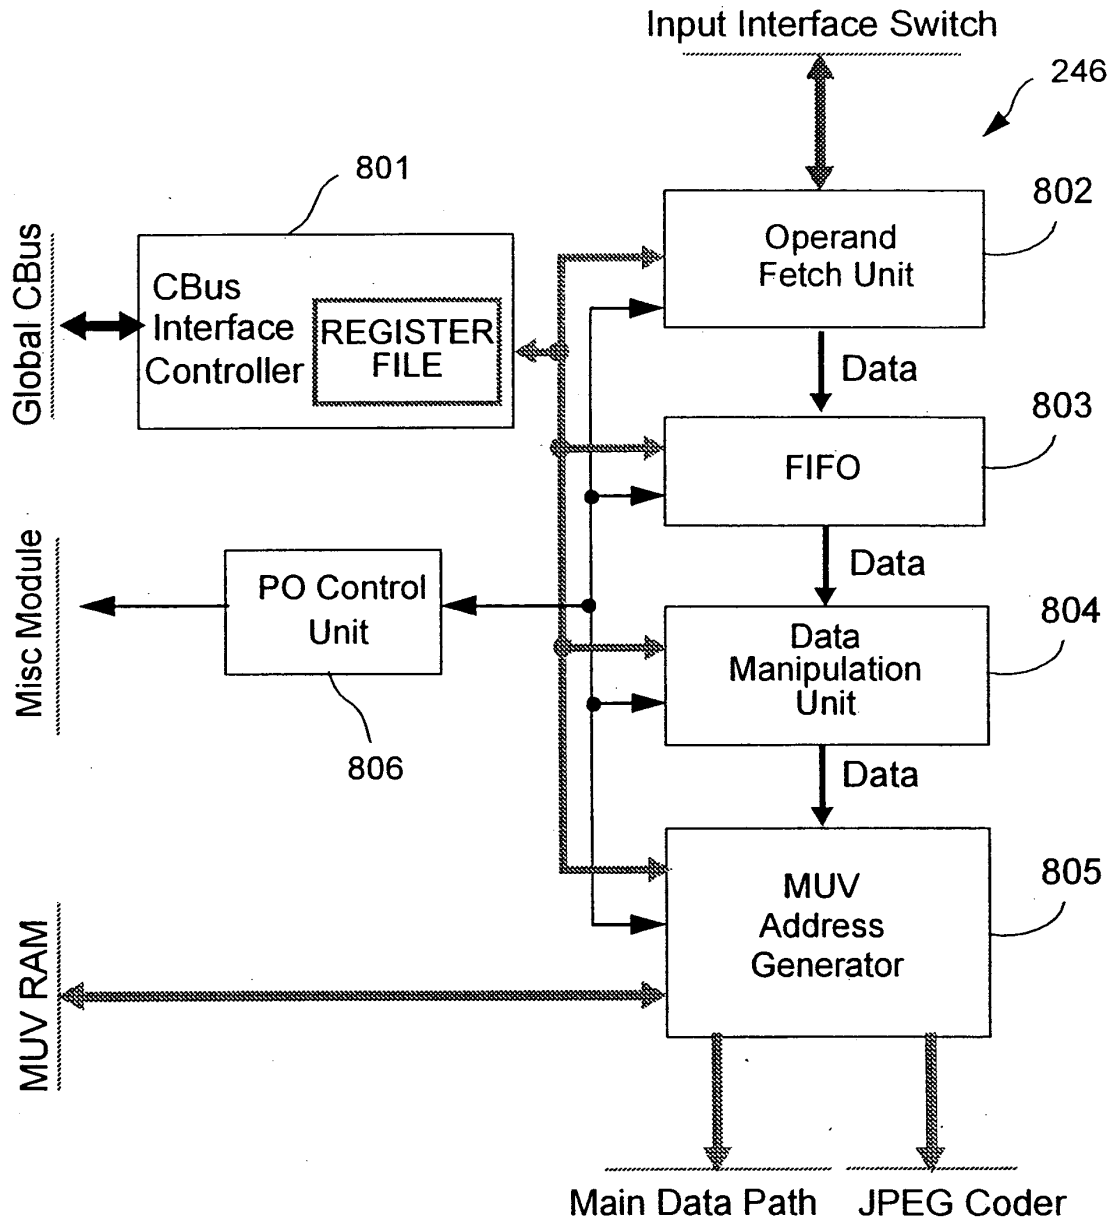 Input Interface Switch
246
801
802
Global CBus
CBus
Interface
Controller
REGISTER
FILE
Operand
Fetch Unit
Data
803
FIFO
Data
Misc Module
PO Control
Unit
806
804
Data
Manipulation
Unit
Data
805
MUV
Address
Generator
MUV RAM
Main Data Path
JPEG Coder